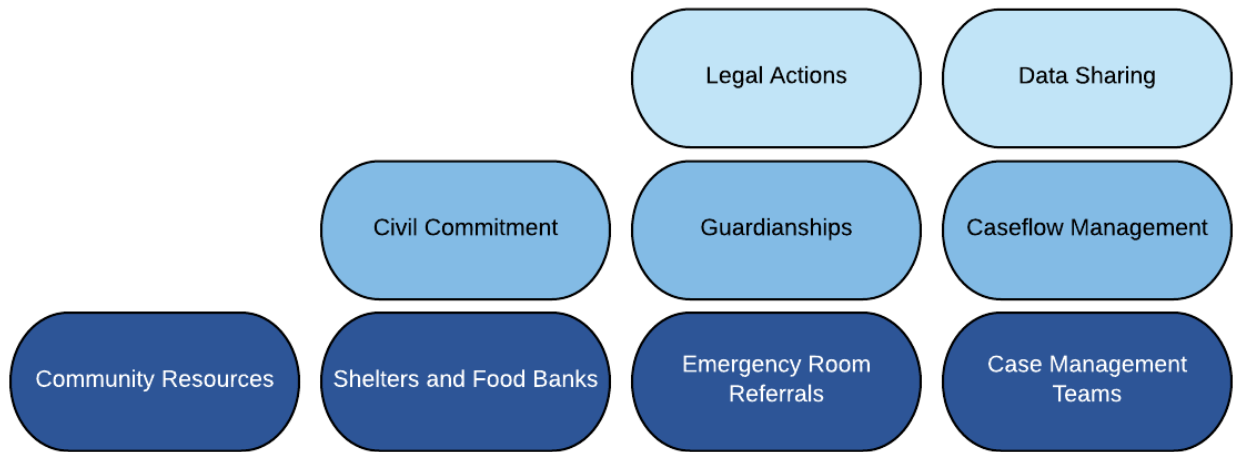 Legal Actions
Data Sharing
Civil Commitment
Guardianships
Caseflow Management
Community Resources
Shelters and Food Banks
Emergency Room
Referrals
Case Management
Teams